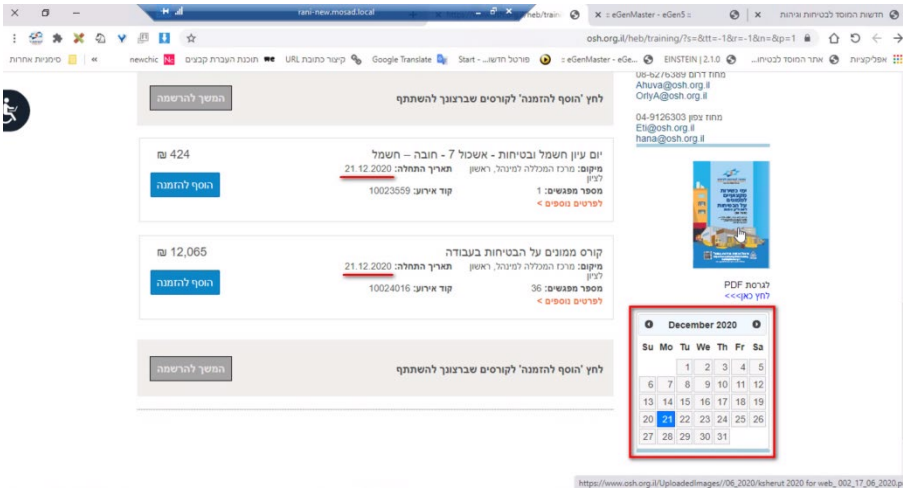 rani-new.mosad.local
heb/traini
:: eGenMaster - eGen5 ::
חדשות המוסד לבטיחות וגיהות
osh.org.il/heb/training/?s=&tt=-1&r=-1&n=&p=1
אפליקציות
אתר המוסד לבטיחו...
EINSTEIN | 2.1.0
:: eGenMaster - eGe...
פורטל חדשו... - Start
Google Translate
קיצור כתובת URL
תוכנת העברת קבצים
newchic
סימניות אחרות
לחץ 'הוסף להזמנה' לקורסים שברצונך להשתתף
המשך להרשמה
יום עיון חשמל ובטיחות - אשכול 7 - חובה – חשמל
424 ₪
מיקום: מרכז המכללה למינהל, ראשון לציון
תאריך התחלה: 21.12.2020
מספר מפגשים: 1
קוד אירוע: 10023559
לפרטים נוספים >
הוסף להזמנה
קורס ממונים על הבטיחות בעבודה
12,065 ₪
מיקום: מרכז המכללה למינהל, ראשון לציון
תאריך התחלה: 21.12.2020
מספר מפגשים: 36
קוד אירוע: 10024016
לפרטים נוספים >
הוסף להזמנה
לחץ 'הוסף להזמנה' לקורסים שברצונך להשתתף
המשך להרשמה
מחוז דרום 08-6276389
Ahuva@osh.org.il
OrlyA@osh.org.il
מחוז צפון 04-9126303
Eti@osh.org.il
hana@osh.org.il
לגרסת PDF
לחץ כאן>>>
December 2020
Su Mo Tu We Th Fr Sa
1 2 3 4 5
6 7 8 9 10 11 12
13 14 15 16 17 18 19
20 21 22 23 24 25 26
27 28 29 30 31
https://www.osh.org.il/UploadedImages//06_2020/ksherut 2020 for web_ 002_17_06_2020.p